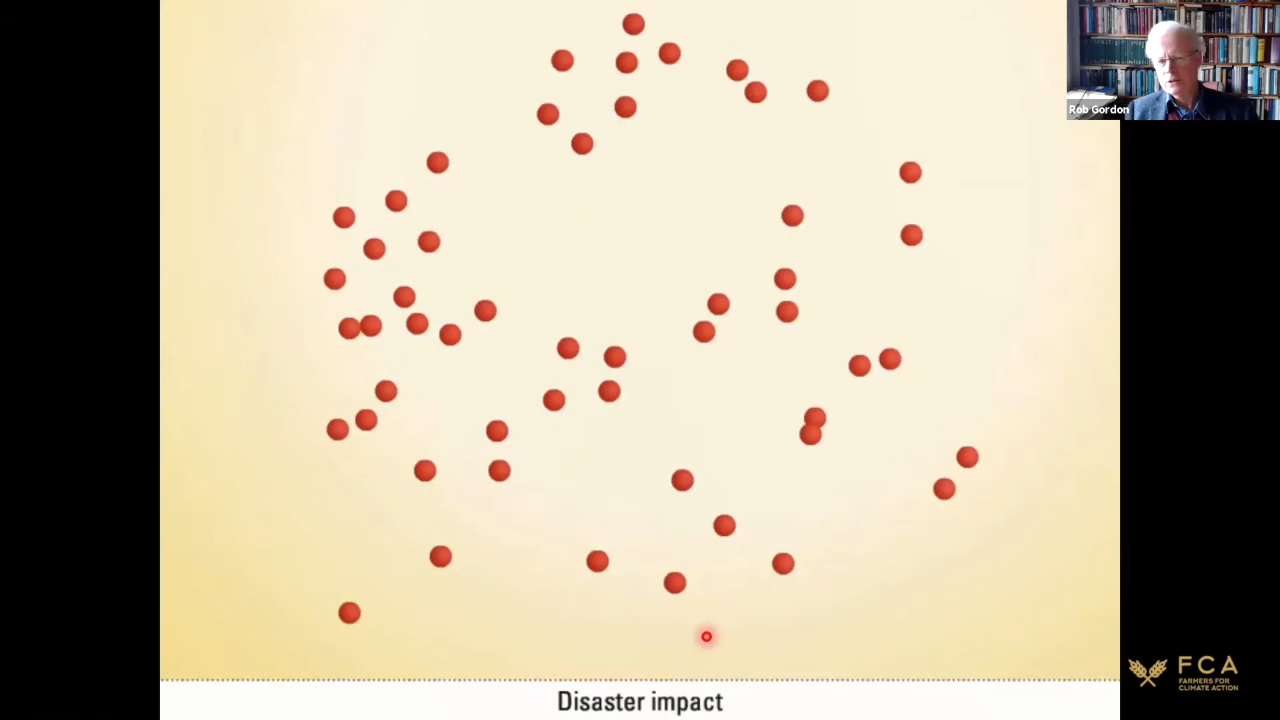 Rob Gordon
FCA
FARMERS FOR
CLIMATE ACTION
Disaster impact